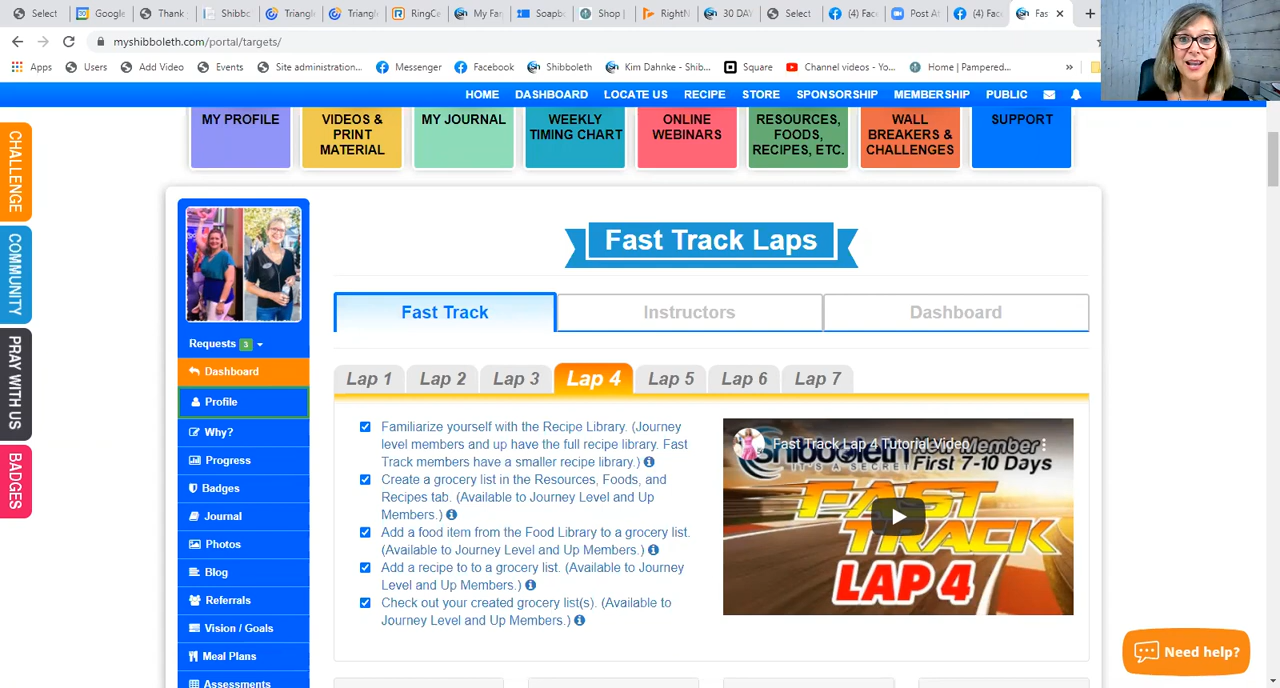 Select
Google
Thank
Shibbc
Triangle
Triangl
RingCe
My Fan
Soapb
Shop |
RightN
30 DAY
Select
(4) Fac
Post At
(4) Fac
Fas
myshibboleth.com/portal/targets/
Apps
Users
Add Video
Events
Site administration...
Messenger
Shibboleth
Kim Dahnke - Shib...
Square
Channel videos - Yo...
Home | Pampered...
»
HOME
DASHBOARD
LOCATE US
RECIPE
STORE
SPONSORSHIP
MEMBERSHIP
PUBLIC
MY PROFILE
VIDEOS &
PRINT
MATERIAL
MY JOURNAL
WEEKLY
TIMING CHART
ONLINE
WEBINARS
RESOURCES,
FOODS,
RECIPES, ETC.
WALL
BREAKERS &
CHALLENGES
SUPPORT
CHALLENGE
COMMUNITY
PRAY WITH US
BADGES
Requests 3
Dashboard
Profile
Why?
Progress
Badges
Journal
Photos
Blog
Referrals
Vision / Goals
Meal Plans
Assessments
Fast Track Laps
Fast Track
Instructors
Dashboard
Lap 1
Lap 2
Lap 3
Lap 4
Lap 5
Lap 6
Lap 7
Familiarize yourself with the Recipe Library. (Journey
level members and up have the full recipe library. Fast
Track members have a smaller recipe library.)
Create a grocery list in the Resources, Foods, and
Recipes tab. (Available to Journey Level and Up
Members.)
Add a food item from the Food Library to a grocery list.
(Available to Journey Level and Up Members.)
Add a recipe to to a grocery list. (Available to Journey
Level and Up Members.)
Check out your created grocery list(s). (Available to
Journey Level and Up Members.)
Fast Track Lap 4 Tutorial Video
Shibboleth
IT'S A SECRET
New Member
First 7-10 Days
FAST
TRACK
LAP 4
Need help?